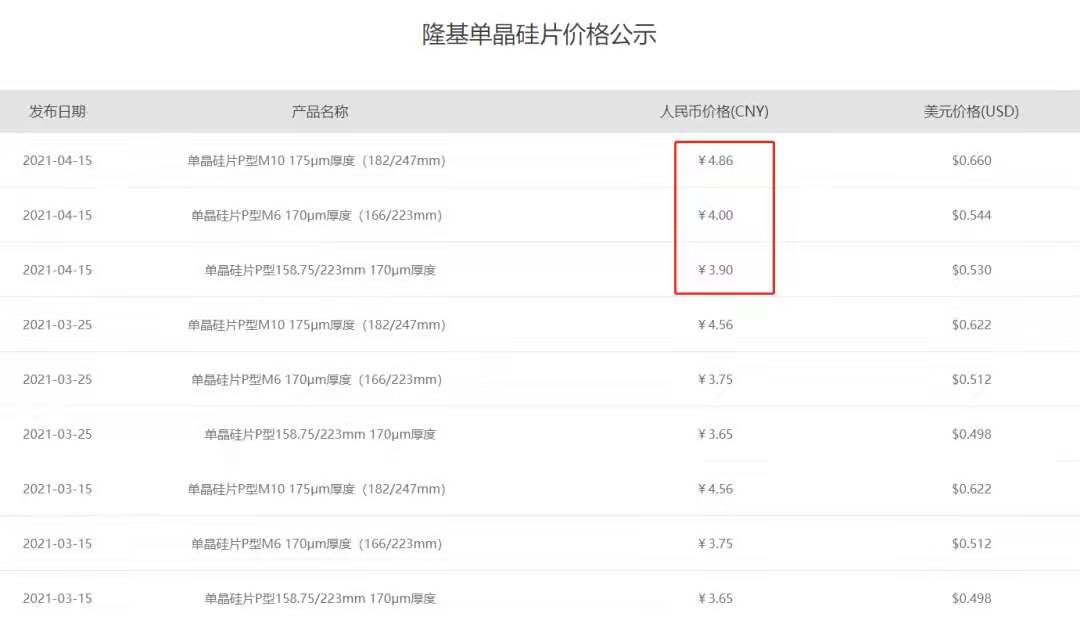 隆基单晶硅片价格公示
发布日期 产品名称 人民币价格(CNY) 美元价格(USD)
2021-04-15 单晶硅片P型M10 175μm厚度（182/247mm） ¥4.86 $0.660
2021-04-15 单晶硅片P型M6 170μm厚度（166/223mm） ¥4.00 $0.544
2021-04-15 单晶硅片P型158.75/223mm 170μm厚度 ¥3.90 $0.530
2021-03-25 单晶硅片P型M10 175μm厚度（182/247mm） ¥4.56 $0.622
2021-03-25 单晶硅片P型M6 170μm厚度（166/223mm） ¥3.75 $0.512
2021-03-25 单晶硅片P型158.75/223mm 170μm厚度 ¥3.65 $0.498
2021-03-15 单晶硅片P型M10 175μm厚度（182/247mm） ¥4.56 $0.622
2021-03-15 单晶硅片P型M6 170μm厚度（166/223mm） ¥3.75 $0.512
2021-03-15 单晶硅片P型158.75/223mm 170μm厚度 ¥3.65 $0.498